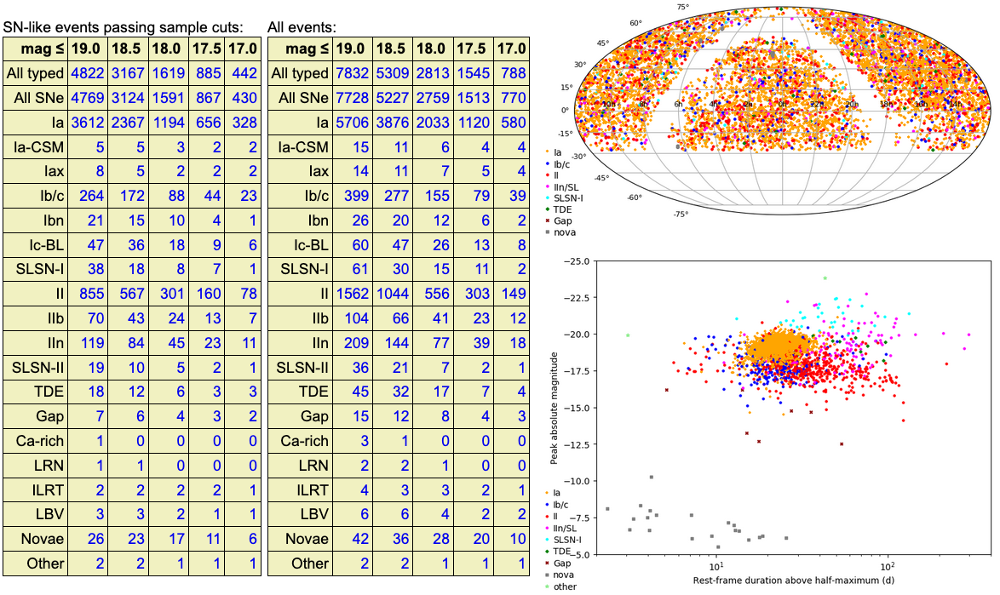 SN-like events passing sample cuts:
mag ≤ 19.0 18.5 18.0 17.5 17.0
All typed 4822 3167 1619 885 442
All SNe 4769 3124 1591 867 430
Ia 3612 2367 1194 656 328
Ia-CSM 5 5 3 2 2
Iax 8 5 2 2 2
Ib/c 264 172 88 44 23
Ibn 21 15 10 4 1
Ic-BL 47 36 18 9 6
SLSN-I 38 18 8 7 1
II 855 567 301 160 78
IIb 70 43 24 13 7
IIn 119 84 45 23 11
SLSN-II 19 10 5 2 1
TDE 18 12 6 3 3
Gap 7 6 4 3 2
Ca-rich 1 0 0 0 0
LRN 1 1 0 0 0
ILRT 2 2 2 2 1
LBV 3 3 2 1 1
Novae 26 23 17 11 6
Other 2 2 1 1 1
All events:
mag ≤ 19.0 18.5 18.0 17.5 17.0
All typed 7832 5309 2813 1545 788
All SNe 7728 5227 2759 1513 770
Ia 5706 3876 2033 1120 580
Ia-CSM 15 11 6 4 4
Iax 14 11 7 5 4
Ib/c 399 277 155 79 39
Ibn 26 20 12 6 2
Ic-BL 60 47 26 13 8
SLSN-I 61 30 15 11 2
II 1562 1044 556 303 149
IIb 104 66 41 23 12
IIn 209 144 77 39 18
SLSN-II 36 21 7 2 1
TDE 45 32 17 7 4
Gap 15 12 8 4 3
Ca-rich 3 1 0 0 0
LRN 2 2 1 0 0
ILRT 4 3 3 2 1
LBV 6 6 4 2 2
Novae 42 36 28 20 10
Other 2 2 1 1 1
75°
60°
45°
30°
15°
0°
-15°
-30°
-45°
-60°
-75°
10h 8h 6h 4h 2h 0h 22h 20h 18h 16h 14h
Ia
Ib/c
II
IIn/SL
SLSN-I
TDE
Gap
nova
−25.0
−22.5
−20.0
−17.5
−15.0
−12.5
−10.0
−7.5
−5.0
Peak absolute magnitude
10¹ 10²
Rest-frame duration above half-maximum (d)
Ia
Ib/c
II
IIn/SL
SLSN-I
TDE
Gap
nova
other